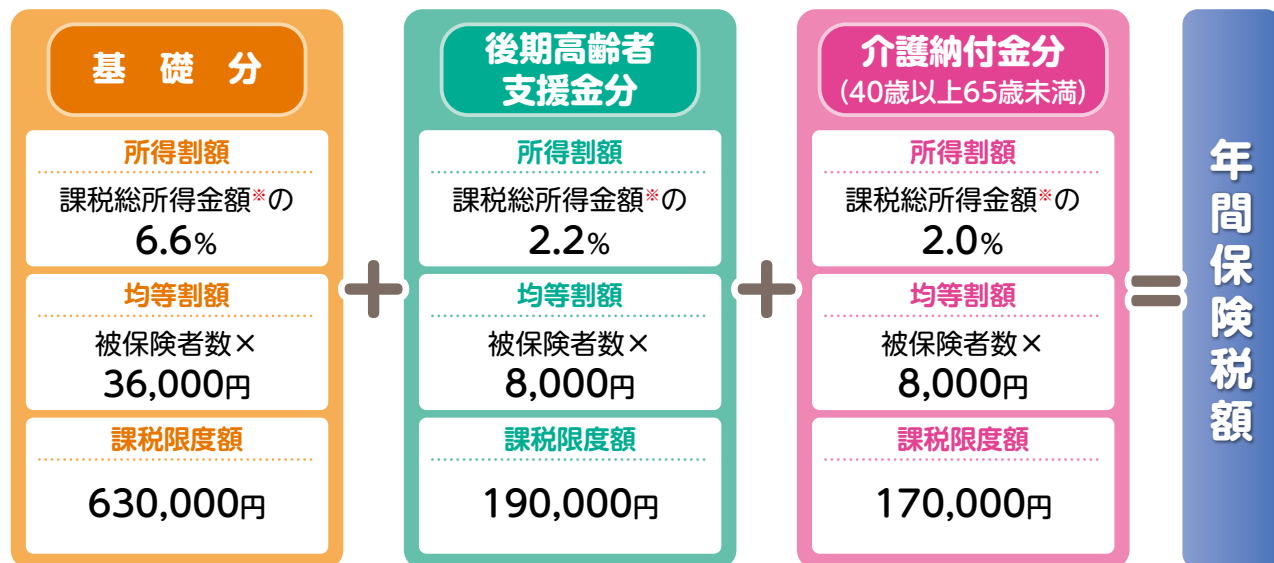 基礎分
所得割額
課税総所得金額※の
6.6%
均等割額
被保険者数×
36,000円
課税限度額
630,000円
+
後期高齢者
支援金分
所得割額
課税総所得金額※の
2.2%
均等割額
被保険者数×
8,000円
課税限度額
190,000円
+
介護納付金分
(40歳以上65歳未満)
所得割額
課税総所得金額※の
2.0%
均等割額
被保険者数×
8,000円
課税限度額
170,000円
=
年間保険税額